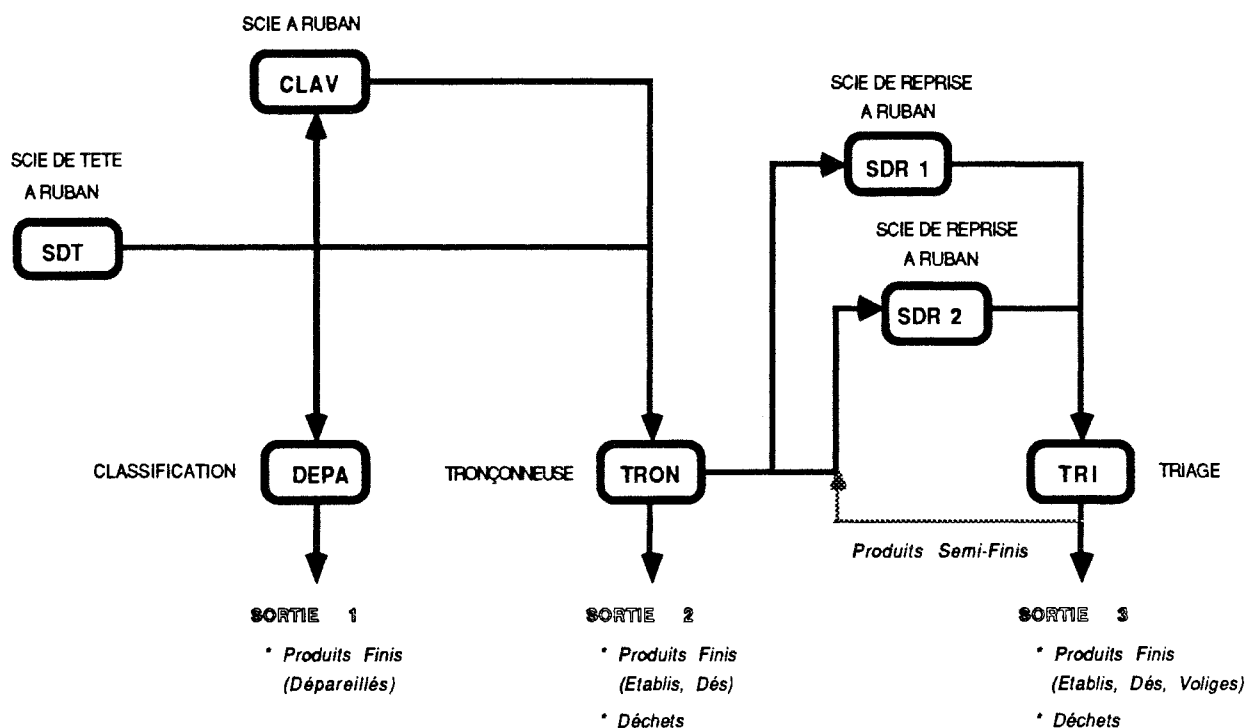 SCIE A RUBAN
CLAV
SCIE DE TETE
A RUBAN
SDT
SCIE DE REPRISE
A RUBAN
SDR 1
SCIE DE REPRISE
A RUBAN
SDR 2
CLASSIFICATION
DEPA
TRONÇONNEUSE
TRON
TRI
TRIAGE
Produits Semi-Finis
SORTIE 1
* Produits Finis
(Dépareillés)
SORTIE 2
* Produits Finis
(Etablis, Dés)
* Déchets
SORTIE 3
* Produits Finis
(Etablis, Dés, Voliges)
* Déchets